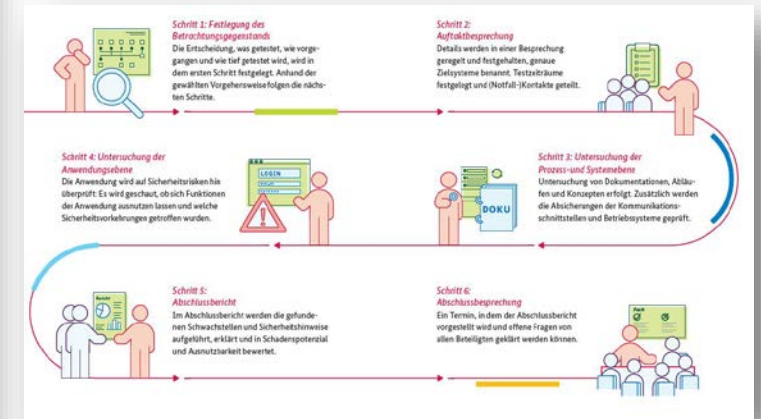 Schritt 1: Festlegung des
Betrachtungsgegenstands
Die Entscheidung, was getestet, wie vorge-
gangen und wie tief getestet wird, wird in
dem ersten Schritt festgelegt. Anhand der
gewählten Vorgehensweise folgen die nächs-
ten Schritte.
Schritt 2:
Auftaktbesprechung
Details werden in einer Besprechung
geregelt und festgehalten, genaue
Zielsysteme benannt. Testzeiträume
festgelegt und (Notfall-)Kontakte geteilt.
Schritt 3: Untersuchung der
Prozess- und Systemebene
Untersuchung von Dokumentationen, Abläu-
fen und Konzepten erfolgt. Zusätzlich werden
die Absicherungen der Kommunikations-
schnittstellen und Betriebssysteme geprüft.
DOKU
Schritt 4: Untersuchung der
Anwendungsebene
Die Anwendung wird auf Sicherheitsrisiken hin
überprüft: Es wird geschaut, ob sich Funktionen
der Anwendung ausnutzen lassen und welche
Sicherheitsvorkehrungen getroffen wurden.
LOGIN
Bericht
Schritt 5:
Abschlussbericht
Im Abschlussbericht werden die gefunde-
nen Schwachstellen und Sicherheitshinweise
aufgeführt, erklärt und in Schadenspotenzial
und Ausnutzbarkeit bewertet.
Schritt 6:
Abschlussbesprechung
Ein Termin, in dem der Abschlussbericht
vorgestellt wird und offene Fragen von
allen Beteiligten geklärt werden können.